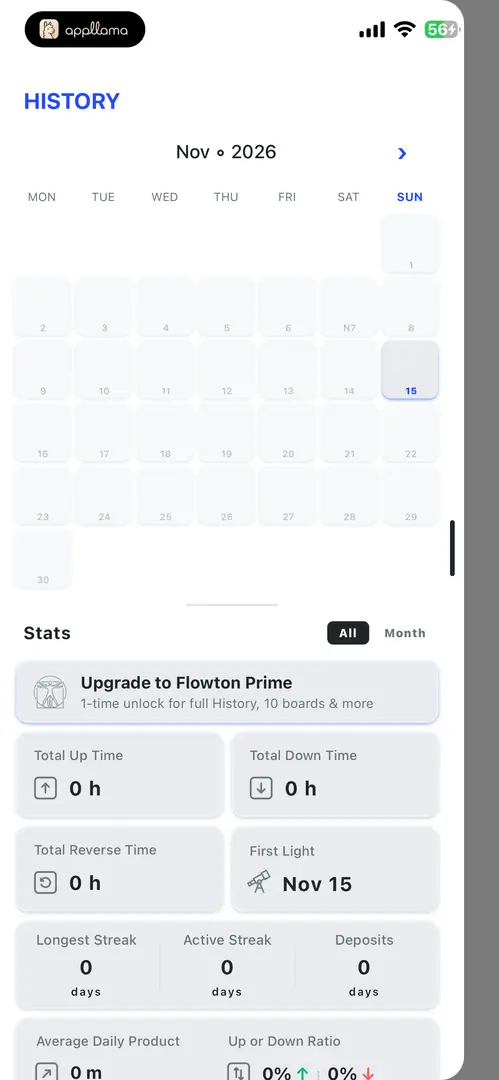 appllama
56
HISTORY
Nov ∘ 2026 ›
MON TUE WED THU FRI SAT SUN
1
2 3 4 5 6 N7 8
9 10 11 12 13 14 15
16 17 18 19 20 21 22
23 24 25 26 27 28 29
30
Stats All Month
Upgrade to Flowton Prime
1-time unlock for full History, 10 boards & more
Total Up Time Total Down Time
0 h 0 h
Total Reverse Time First Light
0 h Nov 15
Longest Streak Active Streak Deposits
0 0 0
days days days
Average Daily Product Up or Down Ratio
0 m 0% ↑ 0% ↓